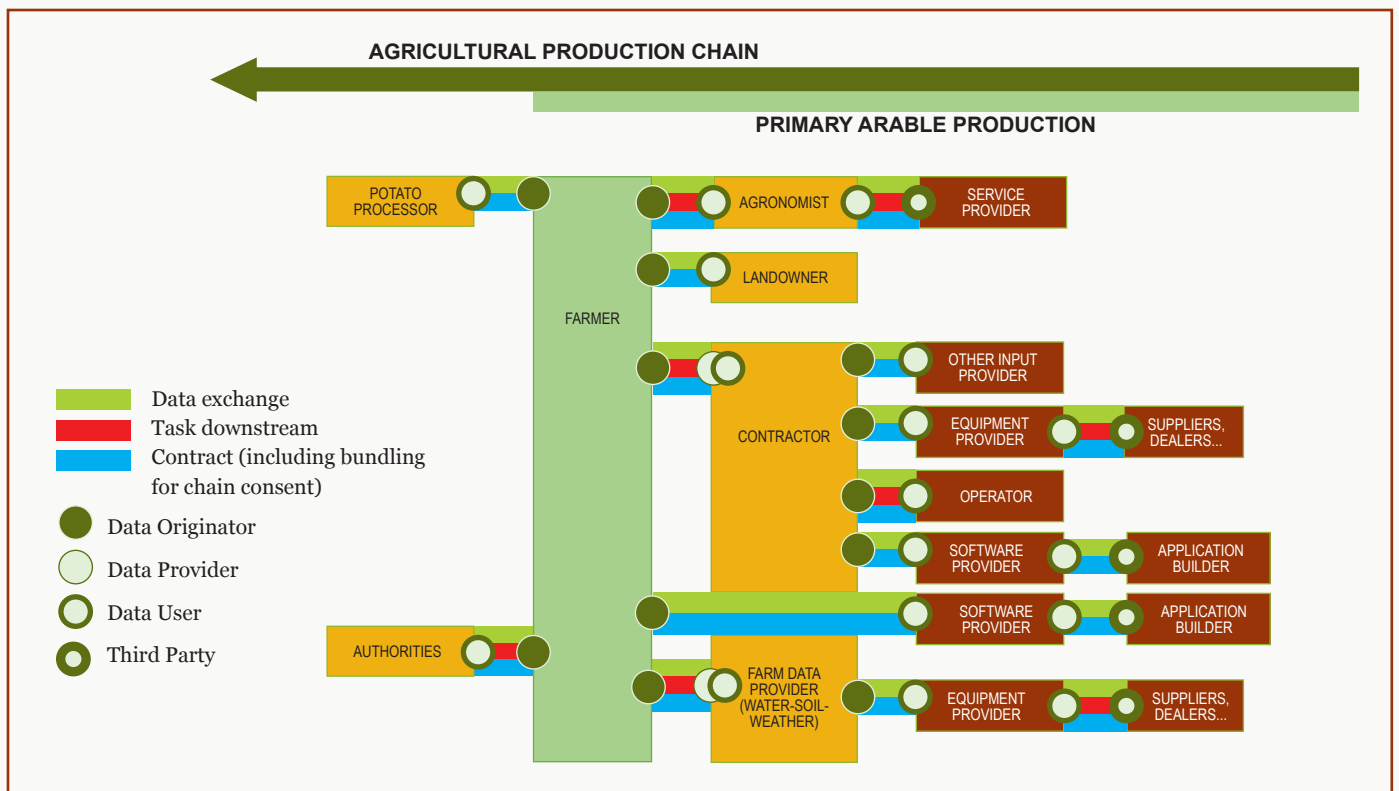 AGRICULTURAL PRODUCTION CHAIN
PRIMARY ARABLE PRODUCTION
POTATO
PROCESSOR
AGRONOMIST
SERVICE
PROVIDER
LANDOWNER
FARMER
OTHER INPUT
PROVIDER
CONTRACTOR
EQUIPMENT
PROVIDER
SUPPLIERS,
DEALERS...
OPERATOR
SOFTWARE
PROVIDER
APPLICATION
BUILDER
SOFTWARE
PROVIDER
APPLICATION
BUILDER
AUTHORITIES
FARM DATA
PROVIDER
(WATER-SOIL-
WEATHER)
EQUIPMENT
PROVIDER
SUPPLIERS,
DEALERS...
Data exchange
Task downstream
Contract (including bundling
for chain consent)
Data Originator
Data Provider
Data User
Third Party